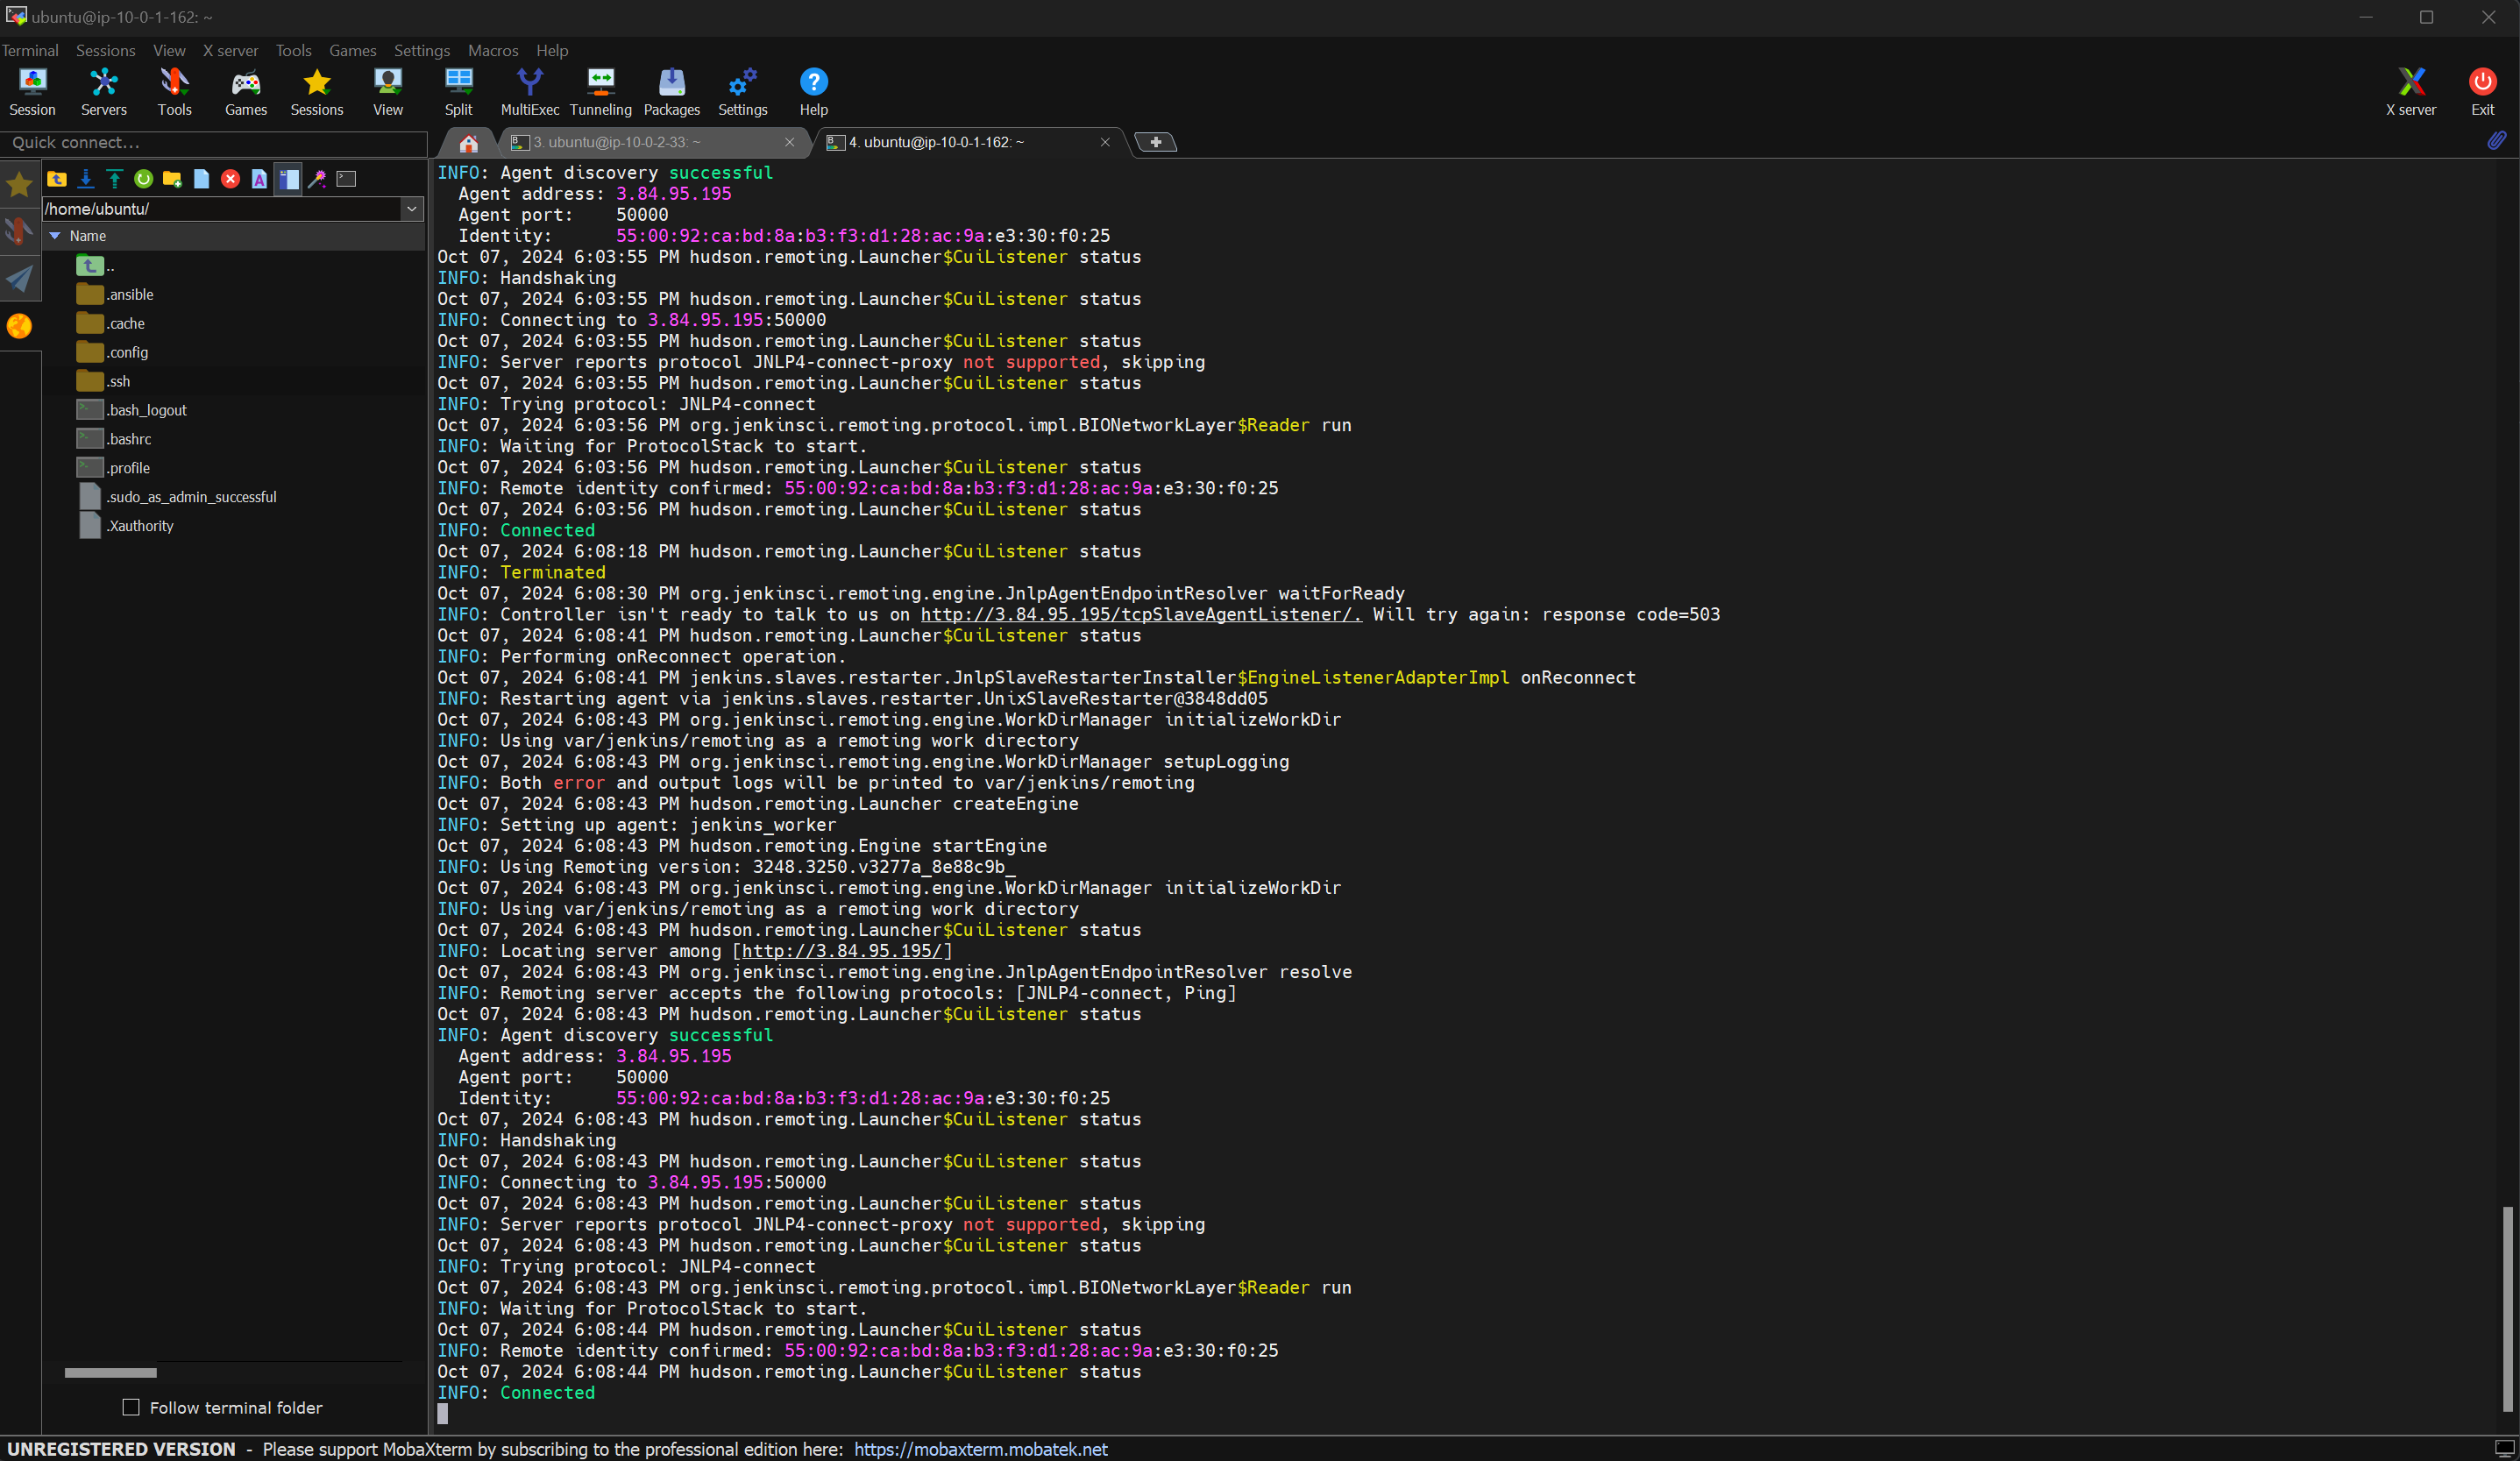 ubuntu@ip-10-0-1-162: ~
Terminal Sessions View X server Tools Games Settings Macros Help
Session Servers Tools Games Sessions View Split MultiExec Tunneling Packages Settings Help X server Exit
Quick connect...
3. ubuntu@ip-10-0-2-33: ~
4. ubuntu@ip-10-0-1-162: ~
/home/ubuntu/
Name
..
.ansible
.cache
.config
.ssh
.bash_logout
.bashrc
.profile
.sudo_as_admin_successful
.Xauthority
Follow terminal folder
INFO: Agent discovery successful
Agent address: 3.84.95.195
Agent port: 50000
Identity: 55:00:92:ca:bd:8a:b3:f3:d1:28:ac:9a:e3:30:f0:25
Oct 07, 2024 6:03:55 PM hudson.remoting.Launcher$CuiListener status
INFO: Handshaking
Oct 07, 2024 6:03:55 PM hudson.remoting.Launcher$CuiListener status
INFO: Connecting to 3.84.95.195:50000
Oct 07, 2024 6:03:55 PM hudson.remoting.Launcher$CuiListener status
INFO: Server reports protocol JNLP4-connect-proxy not supported, skipping
Oct 07, 2024 6:03:55 PM hudson.remoting.Launcher$CuiListener status
INFO: Trying protocol: JNLP4-connect
Oct 07, 2024 6:03:56 PM org.jenkinsci.remoting.protocol.impl.BIONetworkLayer$Reader run
INFO: Waiting for ProtocolStack to start.
Oct 07, 2024 6:03:56 PM hudson.remoting.Launcher$CuiListener status
INFO: Remote identity confirmed: 55:00:92:ca:bd:8a:b3:f3:d1:28:ac:9a:e3:30:f0:25
Oct 07, 2024 6:03:56 PM hudson.remoting.Launcher$CuiListener status
INFO: Connected
Oct 07, 2024 6:08:18 PM hudson.remoting.Launcher$CuiListener status
INFO: Terminated
Oct 07, 2024 6:08:30 PM org.jenkinsci.remoting.engine.JnlpAgentEndpointResolver waitForReady
INFO: Controller isn't ready to talk to us on http://3.84.95.195/tcpSlaveAgentListener/. Will try again: response code=503
Oct 07, 2024 6:08:41 PM hudson.remoting.Launcher$CuiListener status
INFO: Performing onReconnect operation.
Oct 07, 2024 6:08:41 PM jenkins.slaves.restarter.JnlpSlaveRestarterInstaller$EngineListenerAdapterImpl onReconnect
INFO: Restarting agent via jenkins.slaves.restarter.UnixSlaveRestarter@3848dd05
Oct 07, 2024 6:08:43 PM org.jenkinsci.remoting.engine.WorkDirManager initializeWorkDir
INFO: Using var/jenkins/remoting as a remoting work directory
Oct 07, 2024 6:08:43 PM org.jenkinsci.remoting.engine.WorkDirManager setupLogging
INFO: Both error and output logs will be printed to var/jenkins/remoting
Oct 07, 2024 6:08:43 PM hudson.remoting.Launcher createEngine
INFO: Setting up agent: jenkins_worker
Oct 07, 2024 6:08:43 PM hudson.remoting.Engine startEngine
INFO: Using Remoting version: 3248.3250.v3277a_8e88c9b_
Oct 07, 2024 6:08:43 PM org.jenkinsci.remoting.engine.WorkDirManager initializeWorkDir
INFO: Using var/jenkins/remoting as a remoting work directory
Oct 07, 2024 6:08:43 PM hudson.remoting.Launcher$CuiListener status
INFO: Locating server among [http://3.84.95.195/]
Oct 07, 2024 6:08:43 PM org.jenkinsci.remoting.engine.JnlpAgentEndpointResolver resolve
INFO: Remoting server accepts the following protocols: [JNLP4-connect, Ping]
Oct 07, 2024 6:08:43 PM hudson.remoting.Launcher$CuiListener status
INFO: Agent discovery successful
Agent address: 3.84.95.195
Agent port: 50000
Identity: 55:00:92:ca:bd:8a:b3:f3:d1:28:ac:9a:e3:30:f0:25
Oct 07, 2024 6:08:43 PM hudson.remoting.Launcher$CuiListener status
INFO: Handshaking
Oct 07, 2024 6:08:43 PM hudson.remoting.Launcher$CuiListener status
INFO: Connecting to 3.84.95.195:50000
Oct 07, 2024 6:08:43 PM hudson.remoting.Launcher$CuiListener status
INFO: Server reports protocol JNLP4-connect-proxy not supported, skipping
Oct 07, 2024 6:08:43 PM hudson.remoting.Launcher$CuiListener status
INFO: Trying protocol: JNLP4-connect
Oct 07, 2024 6:08:43 PM org.jenkinsci.remoting.protocol.impl.BIONetworkLayer$Reader run
INFO: Waiting for ProtocolStack to start.
Oct 07, 2024 6:08:44 PM hudson.remoting.Launcher$CuiListener status
INFO: Remote identity confirmed: 55:00:92:ca:bd:8a:b3:f3:d1:28:ac:9a:e3:30:f0:25
Oct 07, 2024 6:08:44 PM hudson.remoting.Launcher$CuiListener status
INFO: Connected
UNREGISTERED VERSION - Please support MobaXterm by subscribing to the professional edition here: https://mobaxterm.mobatek.net